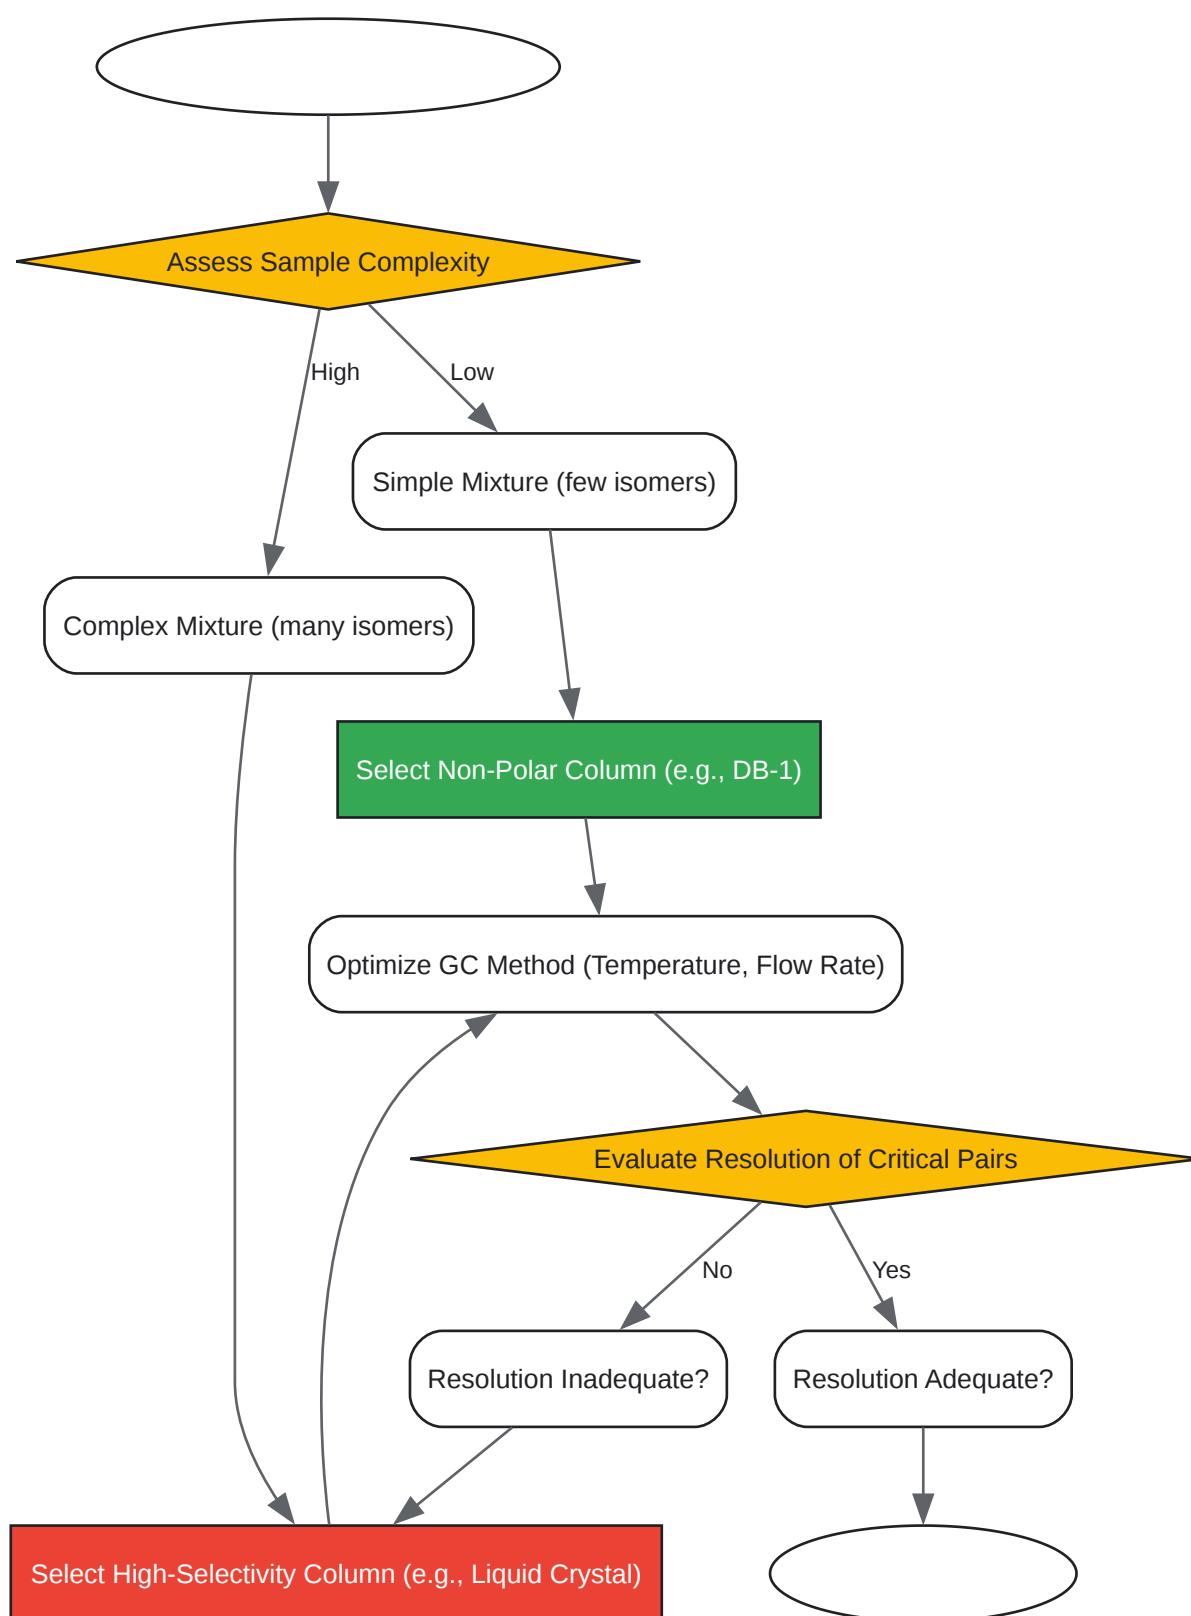 Assess Sample Complexity
High
Low
Simple Mixture (few isomers)
Complex Mixture (many isomers)
Select Non-Polar Column (e.g., DB-1)
Optimize GC Method (Temperature, Flow Rate)
Evaluate Resolution of Critical Pairs
No
Yes
Resolution Inadequate?
Resolution Adequate?
Select High-Selectivity Column (e.g., Liquid Crystal)